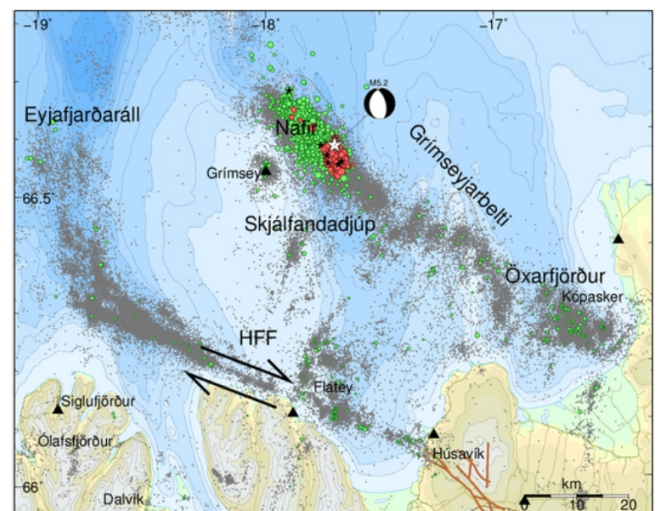 -19°
-18°
-17°
M5.2
Eyjafjarðaráll
Nafir
Grímseyjarbelti
Grímsey
66.5
Skjálfandadjúp
Öxarfjörður
Kópasker
HFF
Flatey
Siglufjörður
Ólafsfjörður
Húsavík
Dalvík
km
66°
0 10 20